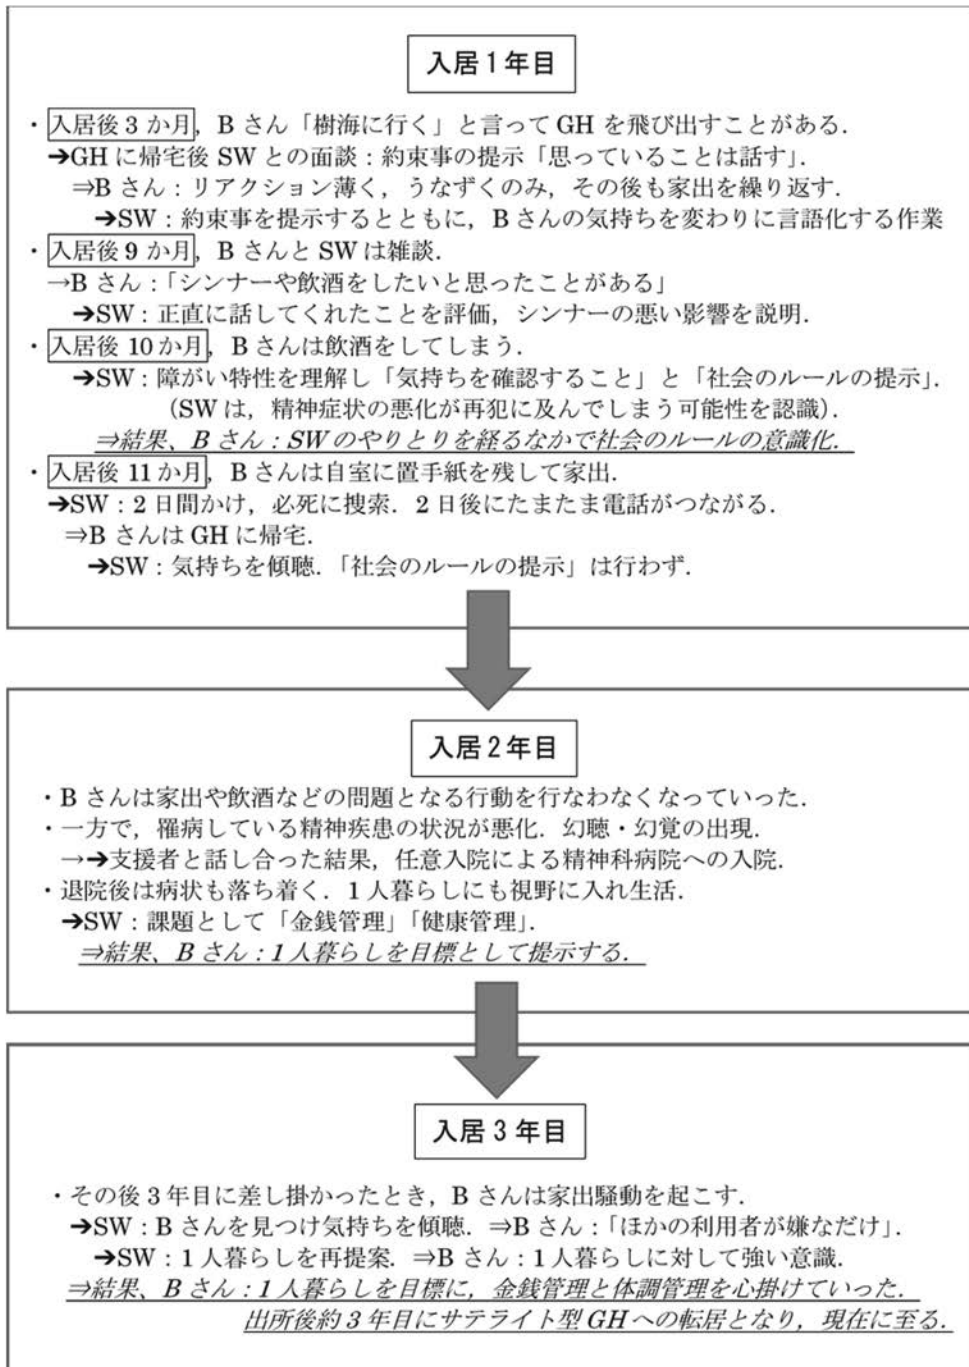 入居1年目
・入居後3か月，Bさん「樹海に行く」と言ってGHを飛び出すことがある．
➔GHに帰宅後SWとの面談：約束事の提示「思っていることは話す」．
⇒Bさん：リアクション薄く，うなずくのみ，その後も家出を繰り返す．
➔SW：約束事を提示するとともに，Bさんの気持ちを変わりに言語化する作業
・入居後9か月，BさんとSWは雑談．
→Bさん：「シンナーや飲酒をしたいと思ったことがある」
➔SW：正直に話してくれたことを評価，シンナーの悪い影響を説明．
・入居後10か月，Bさんは飲酒をしてしまう．
➔SW：障がい特性を理解し「気持ちを確認すること」と「社会のルールの提示」．
（SWは，精神症状の悪化が再犯に及んでしまう可能性を認識）．
⇒結果、Bさん：SWのやりとりを経るなかで社会のルールの意識化．
・入居後11か月，Bさんは自室に置手紙を残して家出．
➔SW：2日間かけ，必死に捜索．2日後にたまたま電話がつながる．
⇒BさんはGHに帰宅．
➔SW：気持ちを傾聴．「社会のルールの提示」は行わず．
入居2年目
・Bさんは家出や飲酒などの問題となる行動を行なわなくなっていった．
・一方で，罹病している精神疾患の状況が悪化．幻聴・幻覚の出現．
→➔支援者と話し合った結果，任意入院による精神科病院への入院．
・退院後は病状も落ち着く．1人暮らしにも視野に入れ生活．
➔SW：課題として「金銭管理」「健康管理」．
⇒結果、Bさん：1人暮らしを目標として提示する．
入居3年目
・その後3年目に差し掛かったとき，Bさんは家出騒動を起こす．
➔SW：Bさんを見つけ気持ちを傾聴．⇒Bさん：「ほかの利用者が嫌なだけ」．
➔SW：1人暮らしを再提案．⇒Bさん：1人暮らしに対して強い意識．
⇒結果、Bさん：1人暮らしを目標に，金銭管理と体調管理を心掛けていった．
出所後約3年目にサテライト型GHへの転居となり，現在に至る．